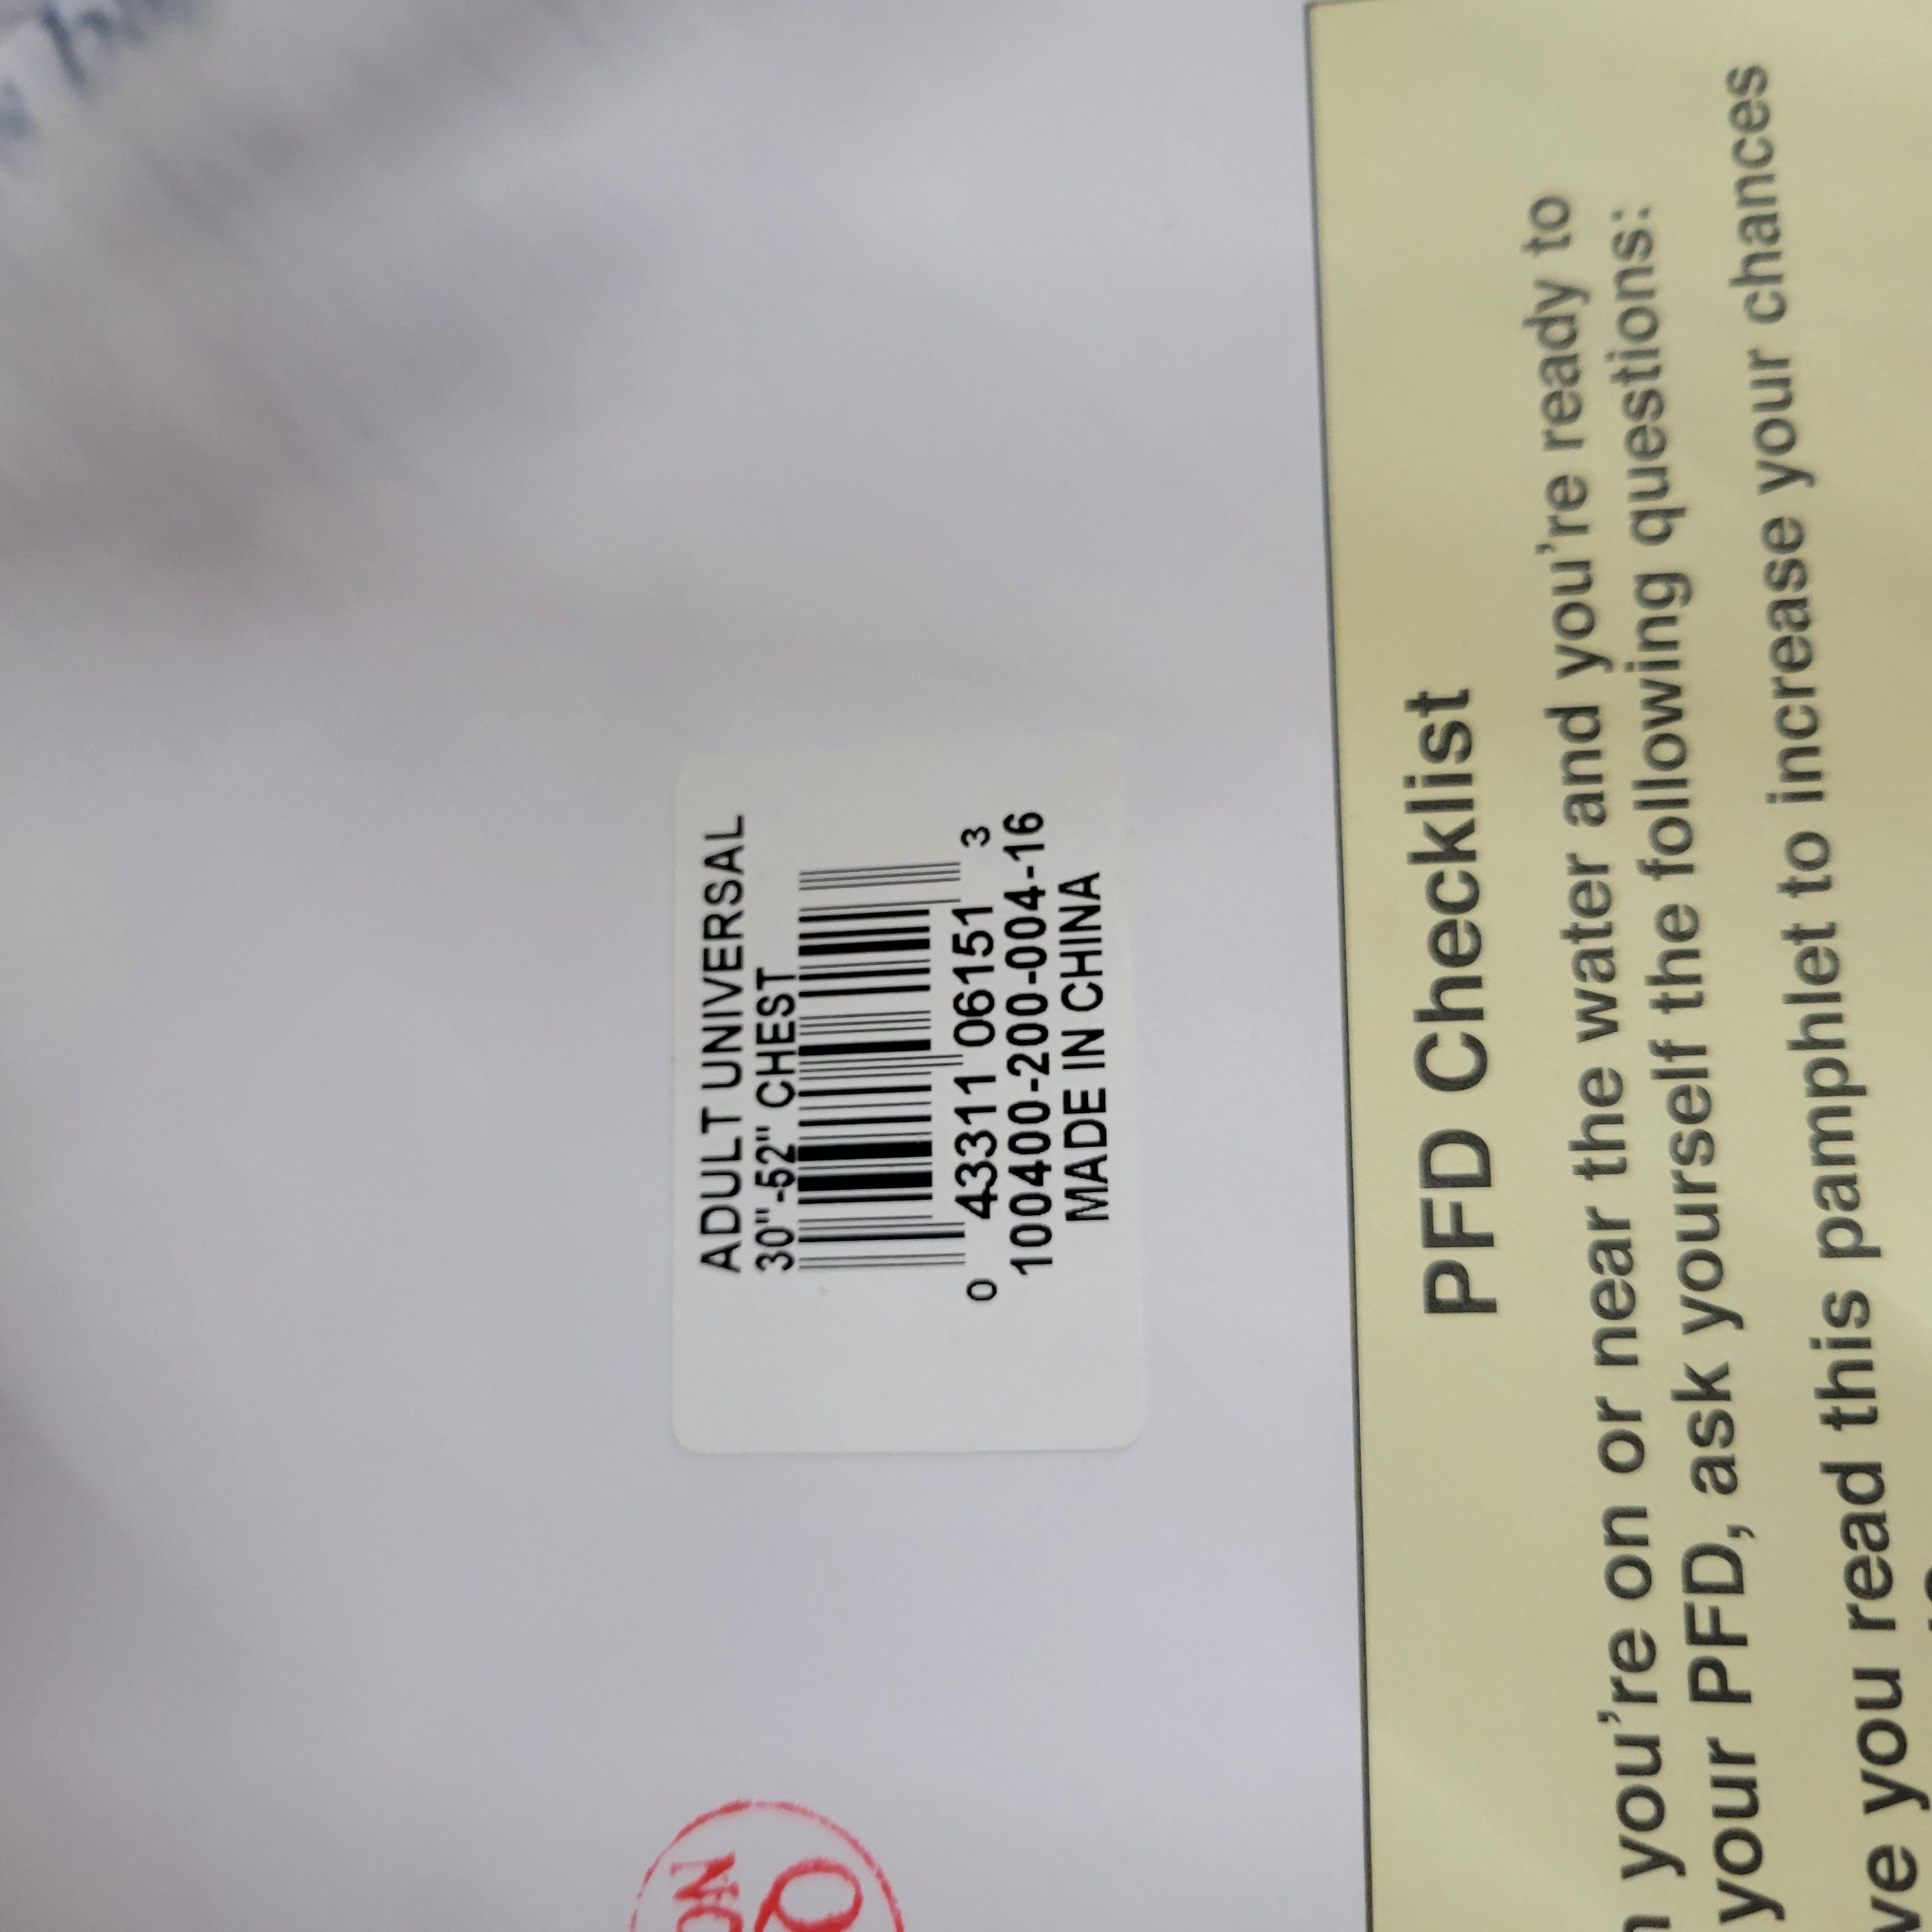 ADULT UNIVERSAL
30"-52" CHEST
0 43311 06151 3
100400-200-004-16
MADE IN CHINA
PFD Checklist
you're on or near the water and you're ready to
your PFD, ask yourself the following questions:
you read this pamphlet to increase your chances